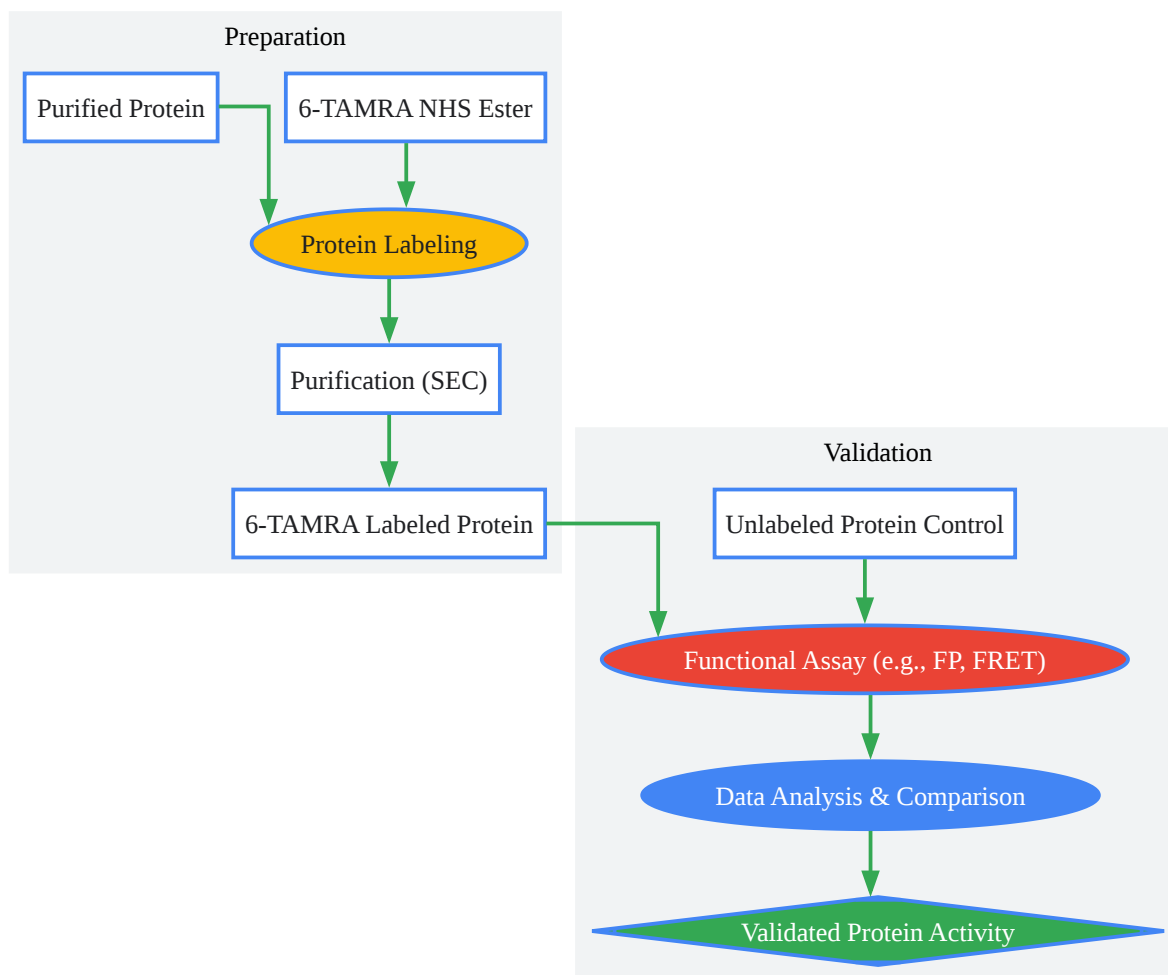 Preparation
Purified Protein
6-TAMRA NHS Ester
Protein Labeling
Purification (SEC)
6-TAMRA Labeled Protein
Validation
Unlabeled Protein Control
Functional Assay (e.g., FP, FRET)
Data Analysis & Comparison
Validated Protein Activity